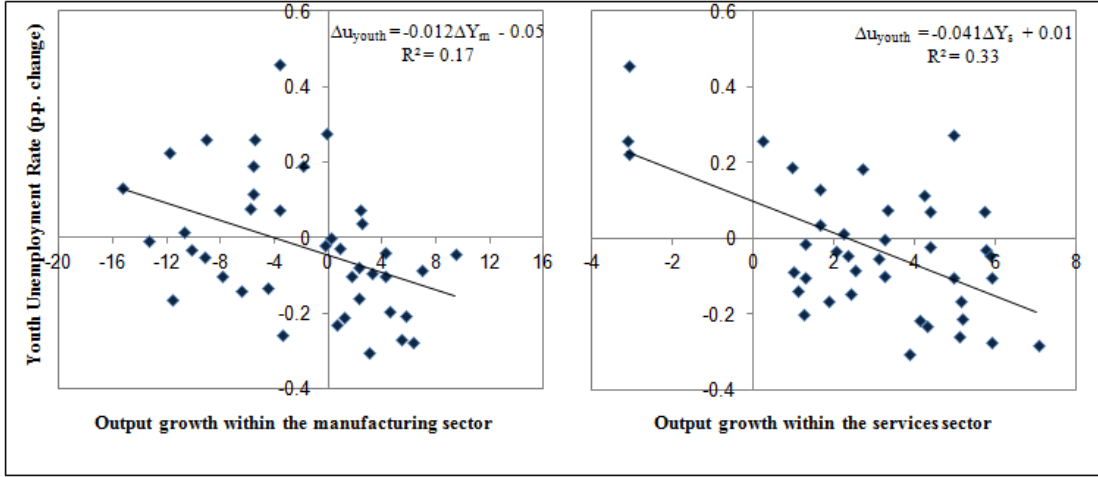 Youth Unemployment Rate (p.p. change)
0.6
0.4
0.2
0
-0.2
-0.4
-20 -16 -12 -8 -4 0 4 8 12 16
Δu_youth = -0.012ΔY_m - 0.05
R² = 0.17
Output growth within the manufacturing sector
0.6
0.4
0.2
0
-0.2
-0.4
-4 -2 0 2 4 6 8
Δu_youth = -0.041ΔY_s + 0.01
R² = 0.33
Output growth within the services sector